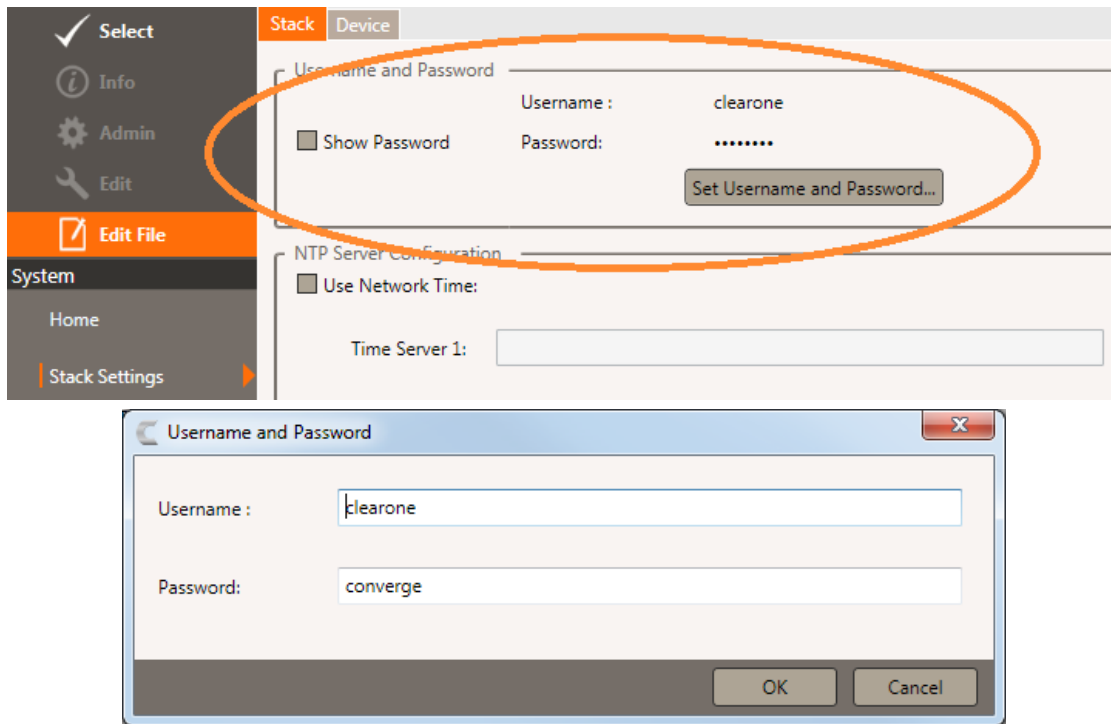 Select
Info
Admin
Edit
Edit File
System
Home
Stack Settings
Stack Device
Username and Password
Username : clearone
Show Password Password: ••••••••
Set Username and Password...
NTP Server Configuration
Use Network Time:
Time Server 1:
Username and Password
Username : clearone
Password: converge
OK Cancel